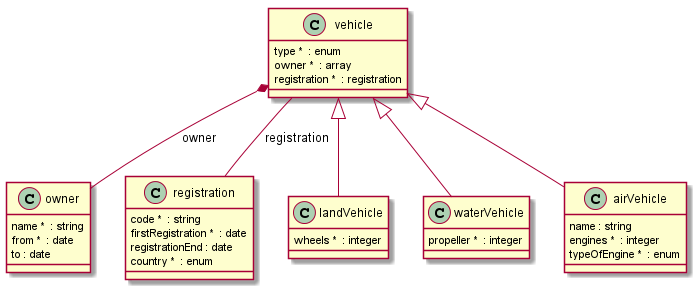 C vehicle
type * : enum
owner * : array
registration * : registration
owner
registration
C owner
name * : string
from * : date
to : date
C registration
code * : string
firstRegistration * : date
registrationEnd : date
country * : enum
C landVehicle
wheels * : integer
C waterVehicle
propeller * : integer
C airVehicle
name : string
engines * : integer
typeOfEngine * : enum